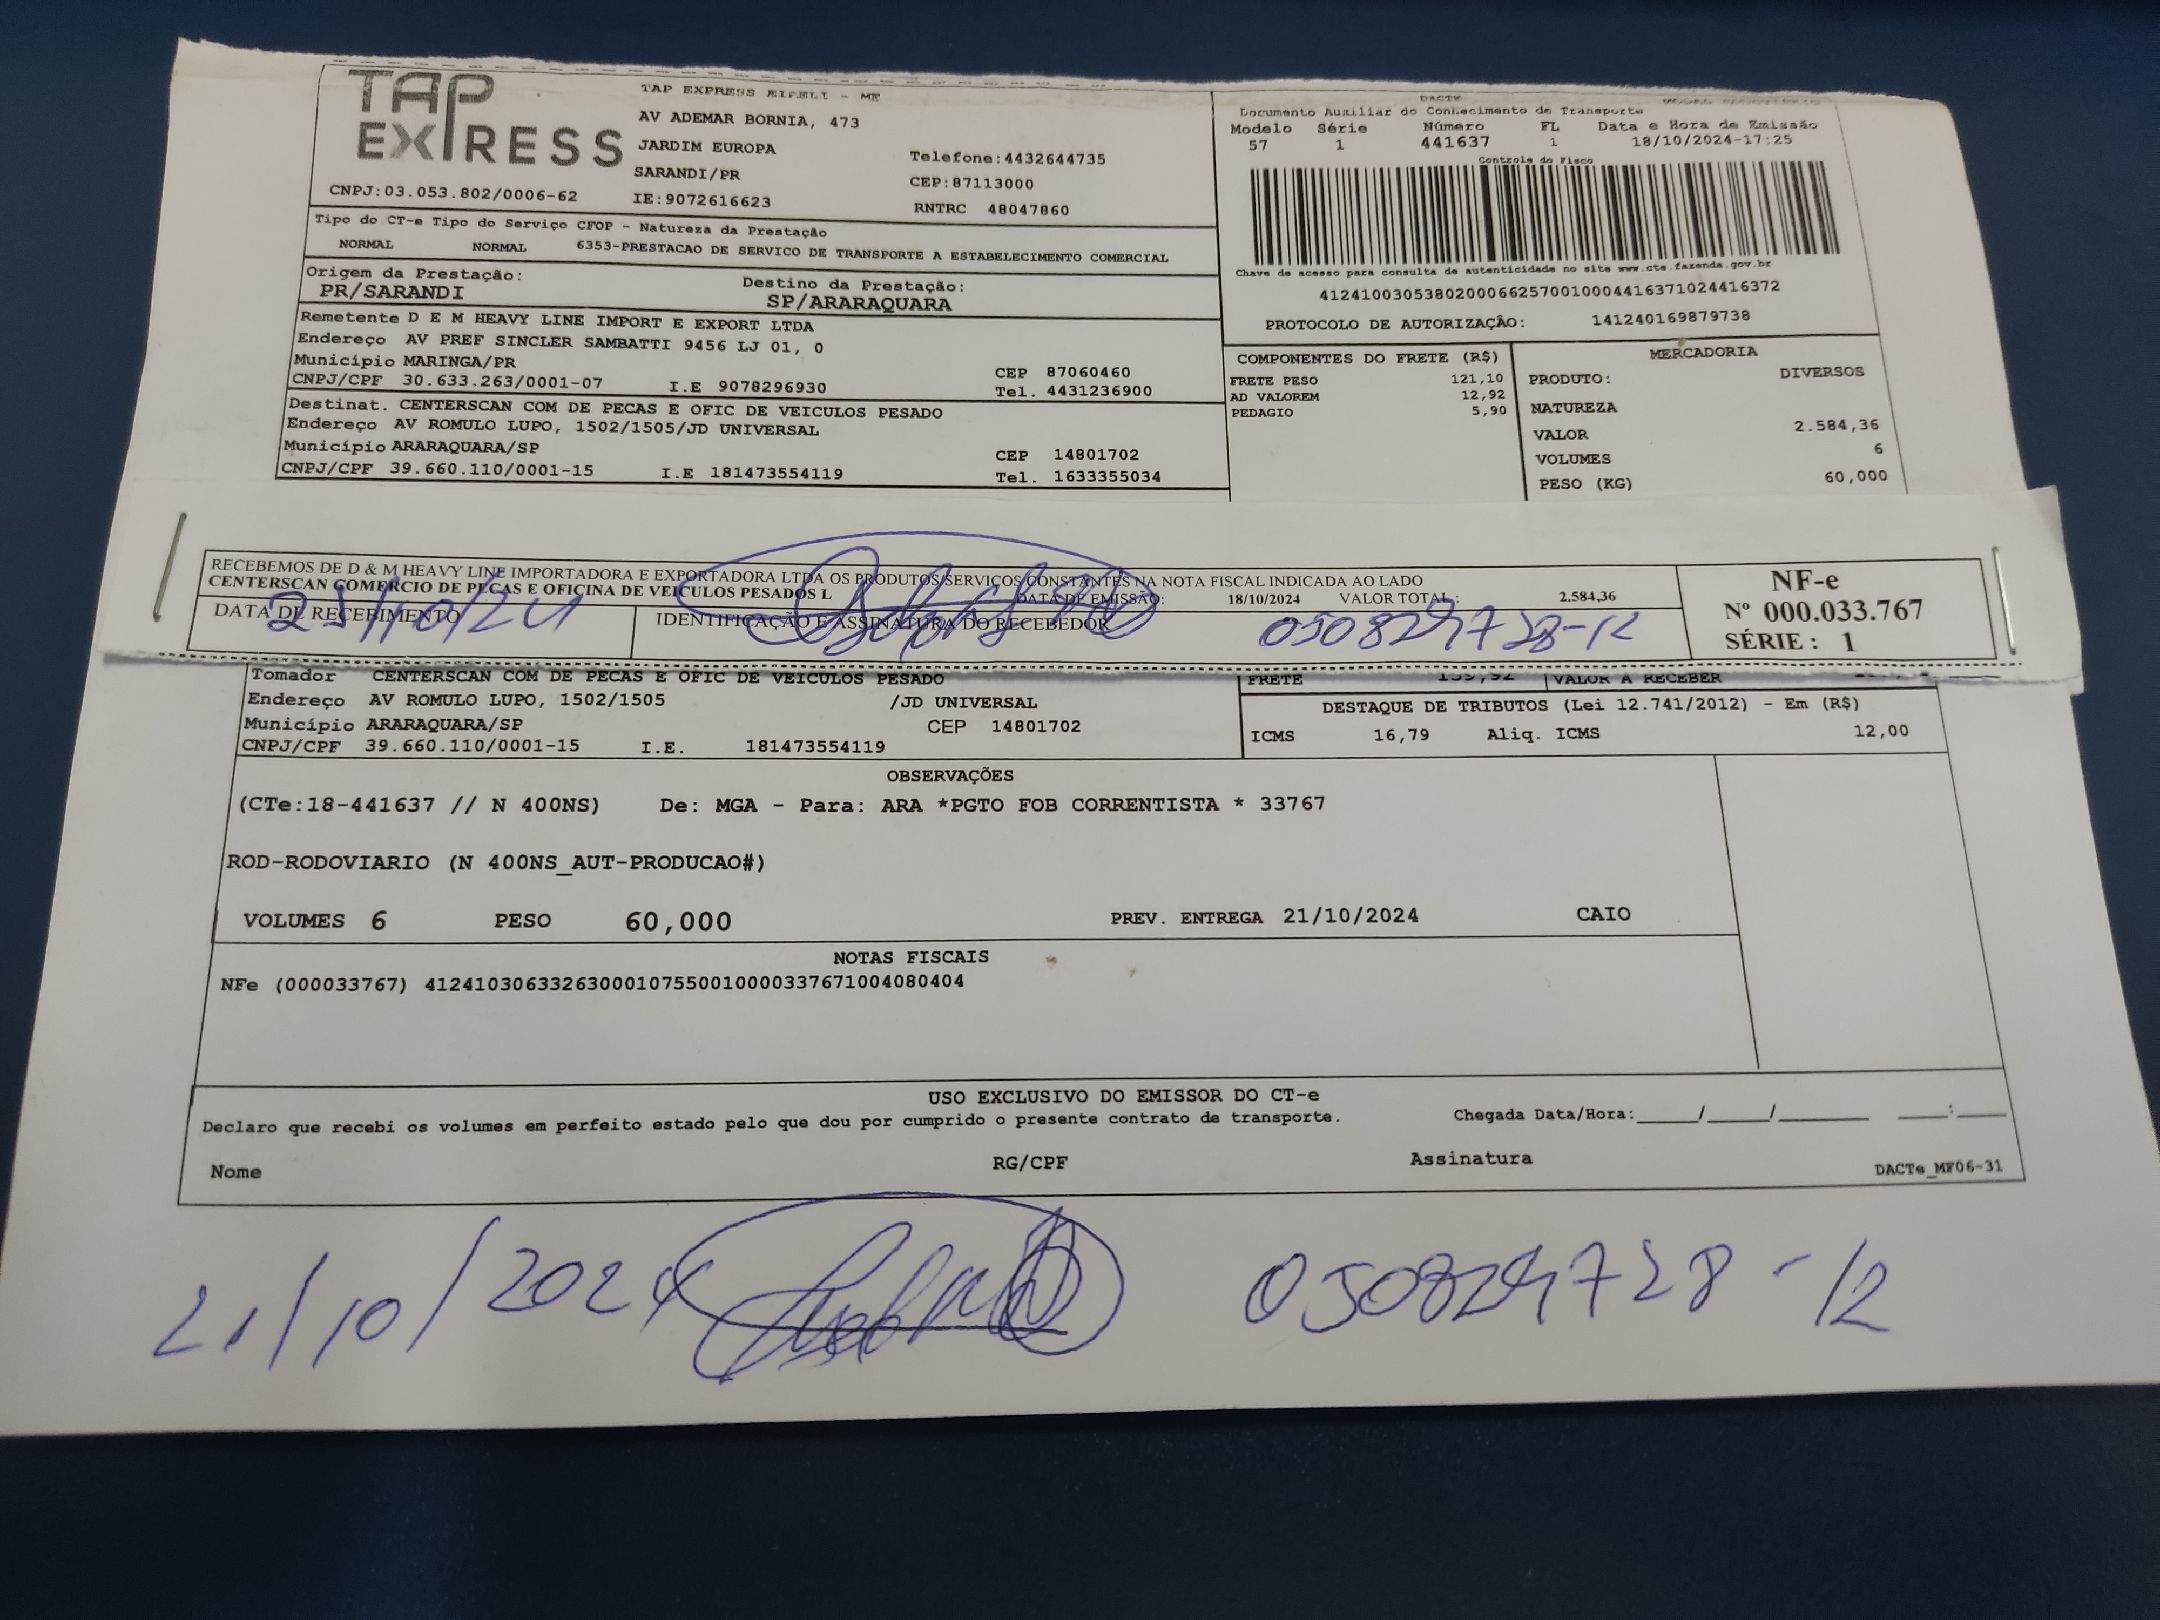 TAP
EXPRESS
TAP EXPRESS EIRELI - ME
AV ADEMAR BORNIA, 473
JARDIM EUROPA
SARANDI/PR
IE:9072616623
Telefone:4432644735
CEP:87113000
RNTRC 48047860
CNPJ:03.053.802/0006-62
DACTE
Documento Auxiliar do Conhecimento de Transporte
Modelo Série Número FL Data e Hora de Emissão
57 1 441637 1 18/10/2024-17:25
Controle do Fisco
Chave de acesso para consulta de autenticidade no site www.cte.fazenda.gov.br
41241003053802000662570010004416371024416372
PROTOCOLO DE AUTORIZAÇÃO: 141240169879738
Tipo do CT-e Tipo do Serviço CFOP - Natureza da Prestação
NORMAL NORMAL 6353-PRESTACAO DE SERVICO DE TRANSPORTE A ESTABELECIMENTO COMERCIAL
Origem da Prestação: Destino da Prestação:
PR/SARANDI SP/ARARAQUARA
Remetente D E M HEAVY LINE IMPORT E EXPORT LTDA
Endereço AV PREF SINCLER SAMBATTI 9456 LJ 01, 0
Município MARINGA/PR CEP 87060460
CNPJ/CPF 30.633.263/0001-07 I.E 9078296930 Tel. 4431236900
Destinat. CENTERSCAN COM DE PECAS E OFIC DE VEICULOS PESADO
Endereço AV ROMULO LUPO, 1502/1505/JD UNIVERSAL
Município ARARAQUARA/SP CEP 14801702
CNPJ/CPF 39.660.110/0001-15 I.E 181473554119 Tel. 1633355034
COMPONENTES DO FRETE (R$)
FRETE PESO 121,10
AD VALOREM 12,92
PEDAGIO 5,90
MERCADORIA
PRODUTO: DIVERSOS
NATUREZA
VALOR 2.584,36
VOLUMES 6
PESO (KG) 60,000
RECEBEMOS DE D & M HEAVY LINE IMPORTADORA E EXPORTADORA LTDA OS PRODUTOS/SERVIÇOS CONSTANTES NA NOTA FISCAL INDICADA AO LADO
CENTERSCAN COMERCIO DE PEÇAS E OFICINA DE VEICULOS PESADOS L DATA DE EMISSÃO: 18/10/2024 VALOR TOTAL : 2.584,36
DATA DE RECEBIMENTO IDENTIFICAÇÃO E ASSINATURA DO RECEBEDOR
21/10/24 050829728-12
NF-e
Nº 000.033.767
SÉRIE : 1
Tomador CENTERSCAN COM DE PECAS E OFIC DE VEICULOS PESADO
Endereço AV ROMULO LUPO, 1502/1505 /JD UNIVERSAL
Município ARARAQUARA/SP CEP 14801702
CNPJ/CPF 39.660.110/0001-15 I.E. 181473554119
FRETE 139,92 VALOR A RECEBER
DESTAQUE DE TRIBUTOS (Lei 12.741/2012) - Em (R$)
ICMS 16,79 Aliq. ICMS 12,00
OBSERVAÇÕES
(CTe:18-441637 // N 400NS) De: MGA - Para: ARA *PGTO FOB CORRENTISTA * 33767
ROD-RODOVIARIO (N 400NS_AUT-PRODUCAO#)
VOLUMES 6 PESO 60,000 PREV. ENTREGA 21/10/2024 CAIO
NOTAS FISCAIS
NFe (000033767) 41241030633263000107550010000337671004080404
USO EXCLUSIVO DO EMISSOR DO CT-e
Declaro que recebi os volumes em perfeito estado pelo que dou por cumprido o presente contrato de transporte. Chegada Data/Hora:____/____/______ ___:___
Nome RG/CPF Assinatura DACTe_MF06-31
21/10/2024 050829728-12